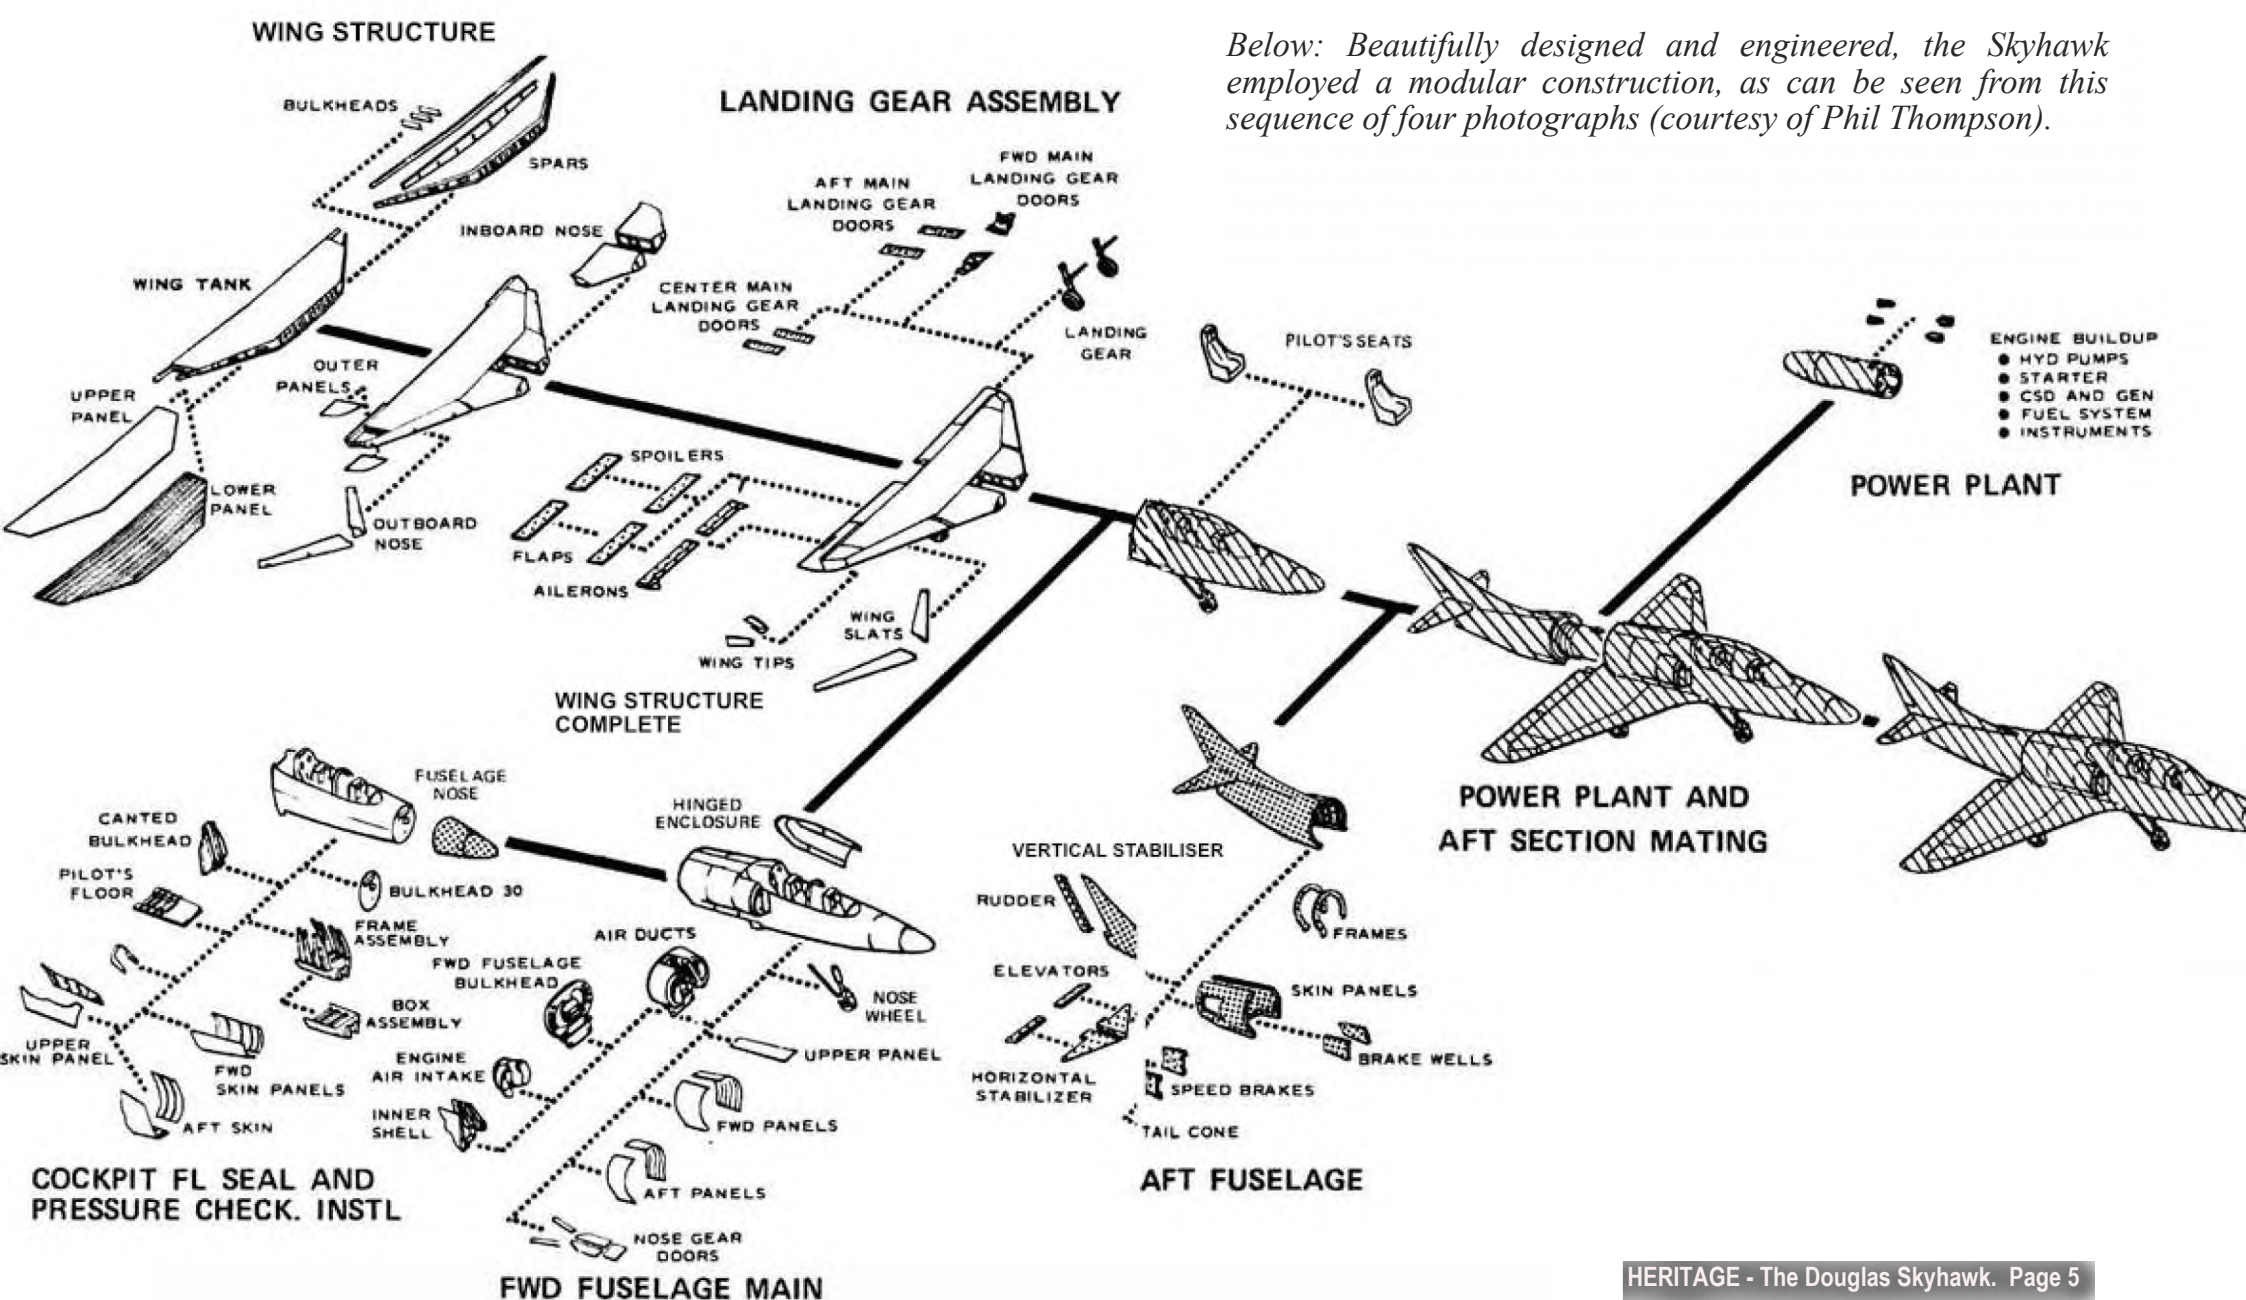 WING STRUCTURE
BULKHEADS
SPARS
INBOARD NOSE
WING TANK
OUTER
PANELS
UPPER
PANEL
LOWER
PANEL
OUTBOARD
NOSE
LANDING GEAR ASSEMBLY
FWD MAIN
LANDING GEAR
DOORS
AFT MAIN
LANDING GEAR
DOORS
CENTER MAIN
LANDING GEAR
DOORS
LANDING
GEAR
Below: Beautifully designed and engineered, the Skyhawk
employed a modular construction, as can be seen from this
sequence of four photographs (courtesy of Phil Thompson).
PILOT'S SEATS
ENGINE BUILDUP
● HYD PUMPS
● STARTER
● CSD AND GEN
● FUEL SYSTEM
● INSTRUMENTS
POWER PLANT
SPOILERS
FLAPS
AILERONS
WING
SLATS
WING TIPS
WING STRUCTURE
COMPLETE
FUSELAGE
NOSE
CANTED
BULKHEAD
PILOT'S
FLOOR
BULKHEAD 30
FRAME
ASSEMBLY
BOX
ASSEMBLY
UPPER
SKIN PANEL
FWD
SKIN PANELS
AFT SKIN
COCKPIT FL SEAL AND
PRESSURE CHECK. INSTL
HINGED
ENCLOSURE
AIR DUCTS
FWD FUSELAGE
BULKHEAD
NOSE
WHEEL
ENGINE
AIR INTAKE
UPPER PANEL
INNER
SHELL
FWD PANELS
AFT PANELS
NOSE GEAR
DOORS
FWD FUSELAGE MAIN
VERTICAL STABILISER
RUDDER
FRAMES
ELEVATORS
SKIN PANELS
BRAKE WELLS
HORIZONTAL
STABILIZER
SPEED BRAKES
TAIL CONE
AFT FUSELAGE
POWER PLANT AND
AFT SECTION MATING
HERITAGE - The Douglas Skyhawk. Page 5